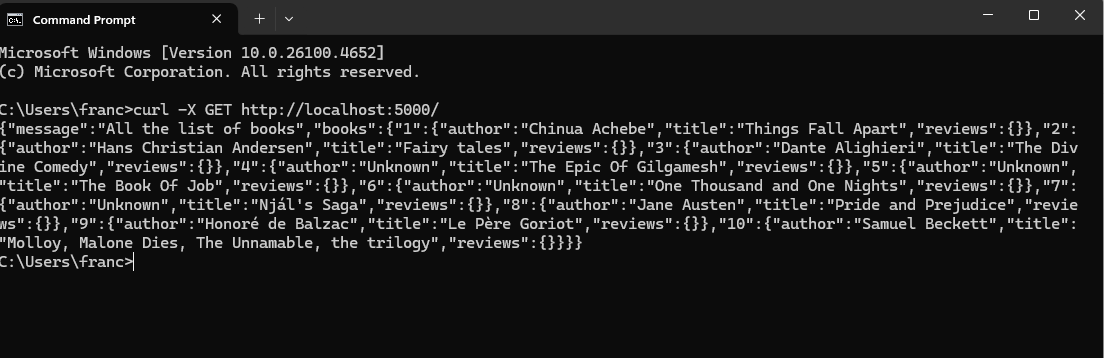 Command Prompt
Microsoft Windows [Version 10.0.26100.4652]
(c) Microsoft Corporation. All rights reserved.
C:\Users\franc>curl -X GET http://localhost:5000/
{"message":"All the list of books","books":{"1":{"author":"Chinua Achebe","title":"Things Fall Apart","reviews":{}},"2":
{"author":"Hans Christian Andersen","title":"Fairy tales","reviews":{}},"3":{"author":"Dante Alighieri","title":"The Div
ine Comedy","reviews":{}},"4":{"author":"Unknown","title":"The Epic Of Gilgamesh","reviews":{}},"5":{"author":"Unknown",
"title":"The Book Of Job","reviews":{}},"6":{"author":"Unknown","title":"One Thousand and One Nights","reviews":{}},"7":
{"author":"Unknown","title":"Njál's Saga","reviews":{}},"8":{"author":"Jane Austen","title":"Pride and Prejudice","revie
ws":{}},"9":{"author":"Honoré de Balzac","title":"Le Père Goriot","reviews":{}},"10":{"author":"Samuel Beckett","title":
"Molloy, Malone Dies, The Unnamable, the trilogy","reviews":{}}}}
C:\Users\franc>